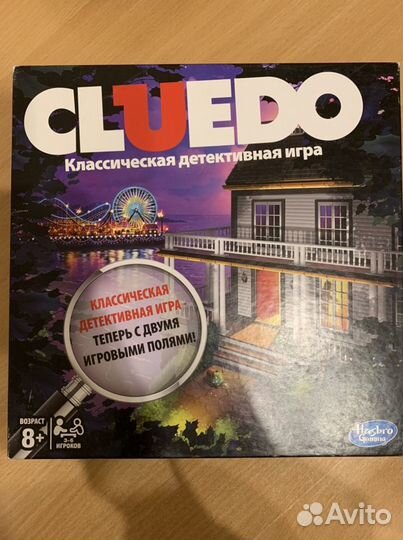 CLUEDO
Классическая детективная игра
КЛАССИЧЕСКАЯ
ДЕТЕКТИВНАЯ ИГРА –
ТЕПЕРЬ С ДВУМЯ
ИГРОВЫМИ ПОЛЯМИ!
ВОЗРАСТ
8+
3-6
ИГРОКОВ
Hasbro
Gaming
Avito